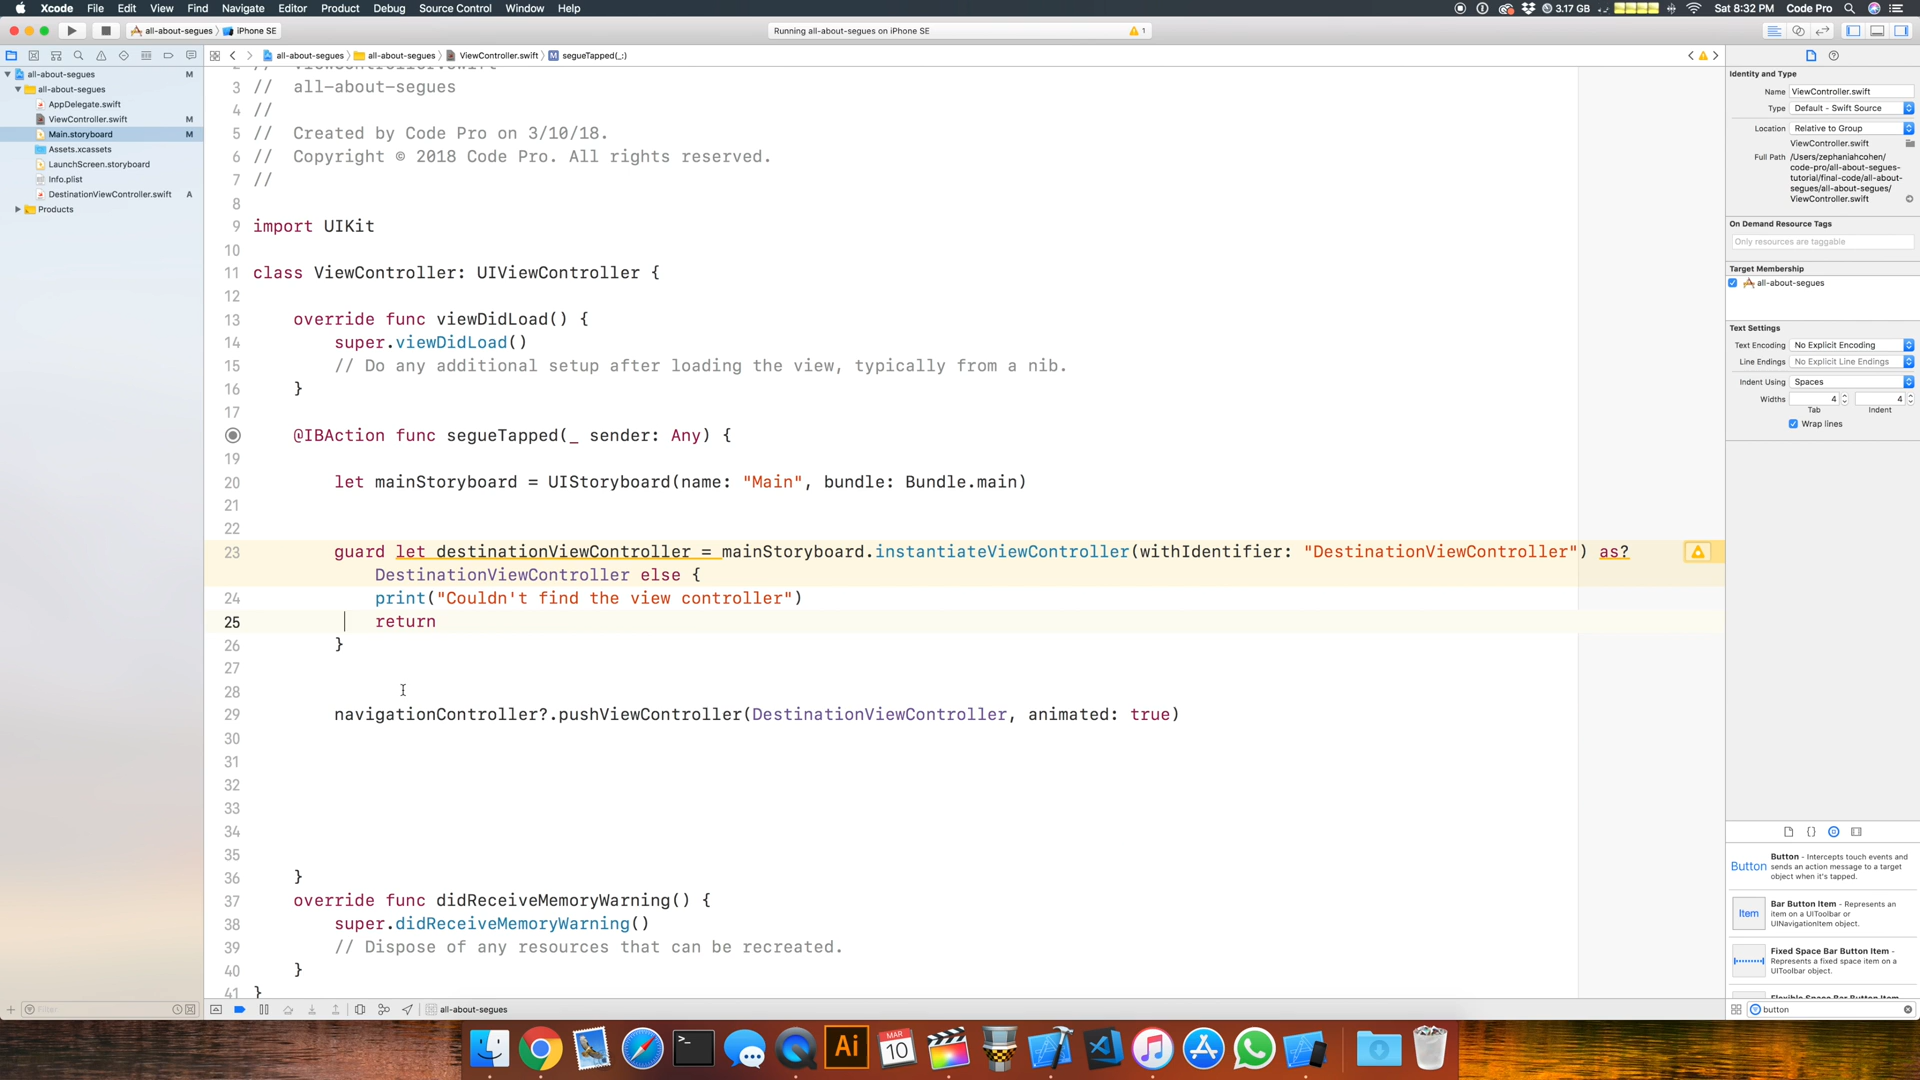 Xcode File Edit View Find Navigate Editor Product Debug Source Control Window Help
3.17 GB Sat 8:32 PM Code Pro
all-about-segues iPhone SE
Running all-about-segues on iPhone SE
1
all-about-segues all-about-segues ViewController.swift segueTapped(_:)
all-about-segues M
all-about-segues
AppDelegate.swift
ViewController.swift M
Main.storyboard M
Assets.xcassets
LaunchScreen.storyboard
Info.plist
DestinationViewController.swift A
Products
3 // all-about-segues
4 //
5 // Created by Code Pro on 3/10/18.
6 // Copyright © 2018 Code Pro. All rights reserved.
7 //
8
9 import UIKit
10
11 class ViewController: UIViewController {
12
13 override func viewDidLoad() {
14 super.viewDidLoad()
15 // Do any additional setup after loading the view, typically from a nib.
16 }
17
@IBAction func segueTapped(_ sender: Any) {
19
20 let mainStoryboard = UIStoryboard(name: "Main", bundle: Bundle.main)
21
22
23 guard let destinationViewController = mainStoryboard.instantiateViewController(withIdentifier: "DestinationViewController") as?
DestinationViewController else {
24 print("Couldn't find the view controller")
25 return
26 }
27
28
29 navigationController?.pushViewController(DestinationViewController, animated: true)
30
31
32
33
34
35
36 }
37 override func didReceiveMemoryWarning() {
38 super.didReceiveMemoryWarning()
39 // Dispose of any resources that can be recreated.
40 }
41 }
all-about-segues
Identity and Type
Name ViewController.swift
Type Default - Swift Source
Location Relative to Group
ViewController.swift
Full Path /Users/zephaniahcohen/
code-pro/all-about-segues-
tutorial/final-code/all-about-
segues/all-about-segues/
ViewController.swift
On Demand Resource Tags
Only resources are taggable
Target Membership
all-about-segues
Text Settings
Text Encoding No Explicit Encoding
Line Endings No Explicit Line Endings
Indent Using Spaces
Widths 4 4
Tab Indent
Wrap lines
Button
Button - Intercepts touch events and
sends an action message to a target
object when it's tapped.
Item
Bar Button Item - Represents an
item on a UIToolbar or
UINavigationItem object.
Fixed Space Bar Button Item -
Represents a fixed space item on a
UIToolbar object.
Flexible Space Bar Button Item
button
Ai
MAR
10